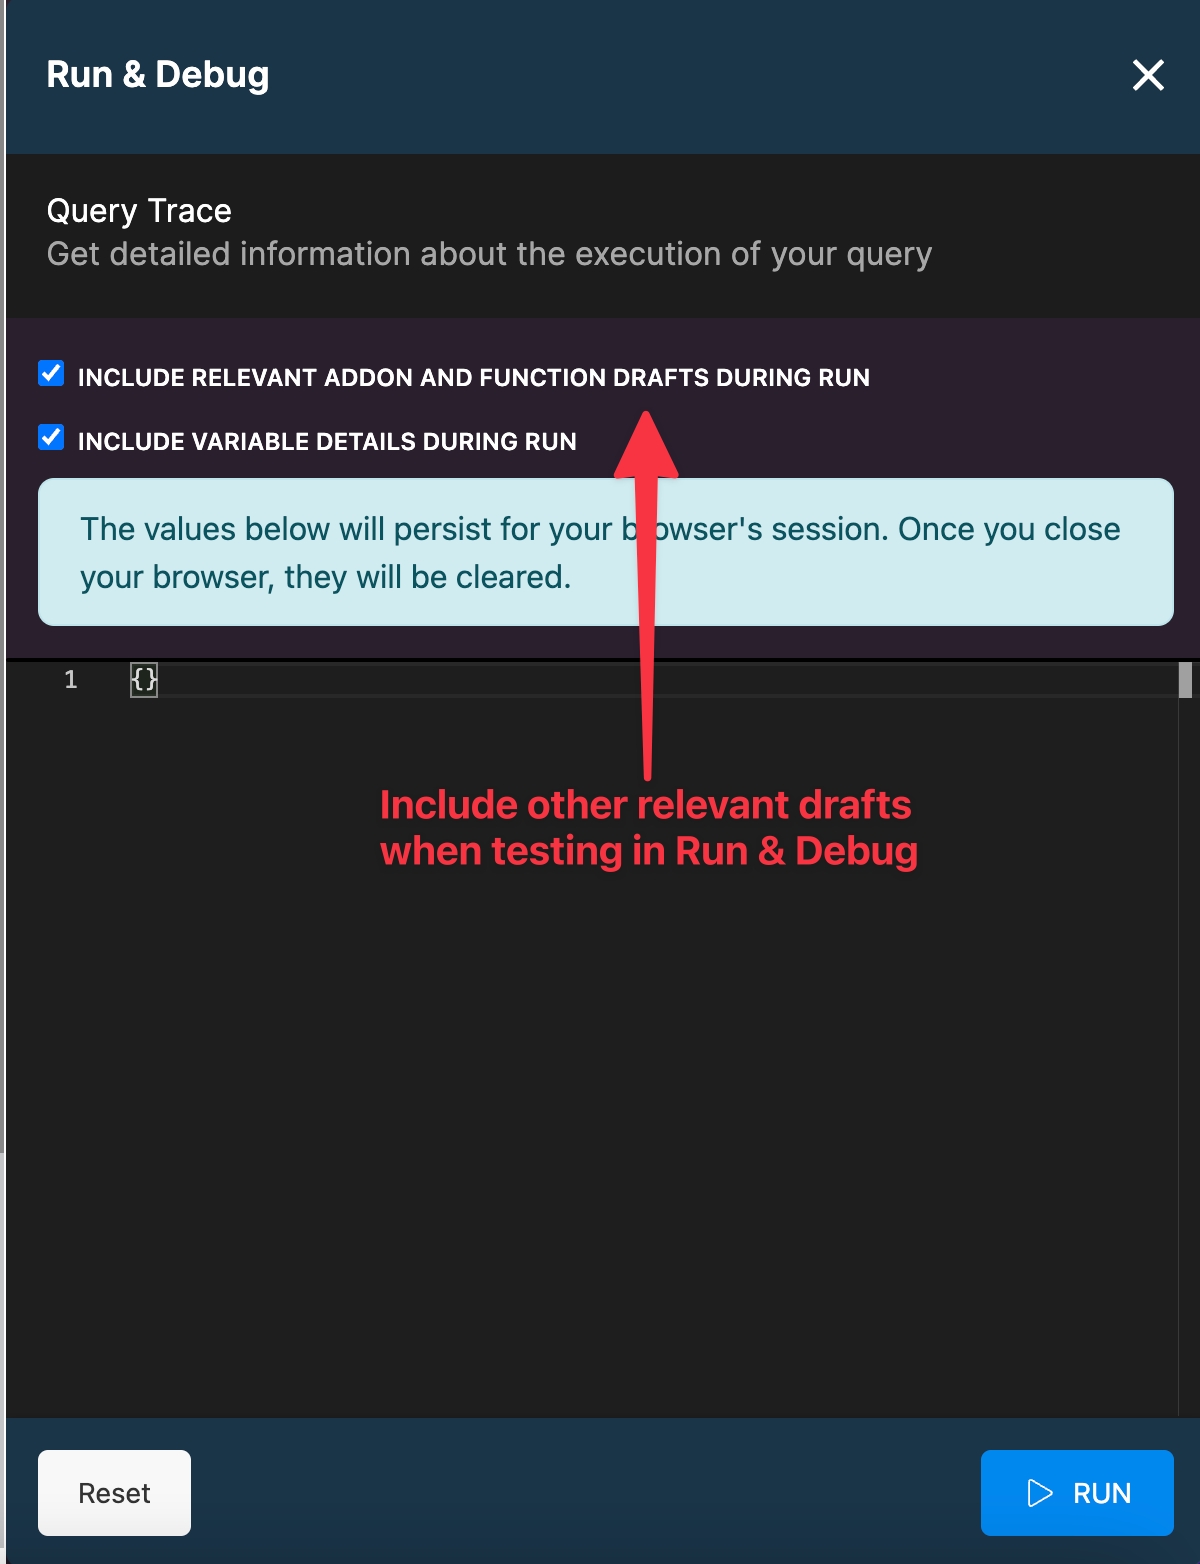 Run & Debug
Query Trace
Get detailed information about the execution of your query
INCLUDE RELEVANT ADDON AND FUNCTION DRAFTS DURING RUN
INCLUDE VARIABLE DETAILS DURING RUN
The values below will persist for your browser's session. Once you close
your browser, they will be cleared.
1 {}
Include other relevant drafts
when testing in Run & Debug
Reset
RUN